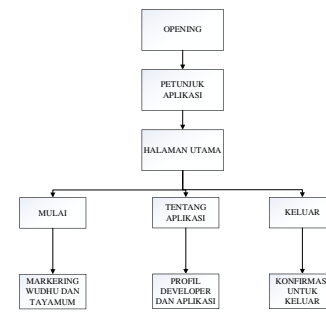 OPENING
PETUNJUK
APLIKASI
HALAMAN UTAMA
MULAI
TENTANG
APLIKASI
KELUAR
MARKERING
WUDHU DAN
TAYAMUM
PROFIL
DEVELOPER
DAN APLIKASI
KONFIRMAS
UNTUK
KELUAR